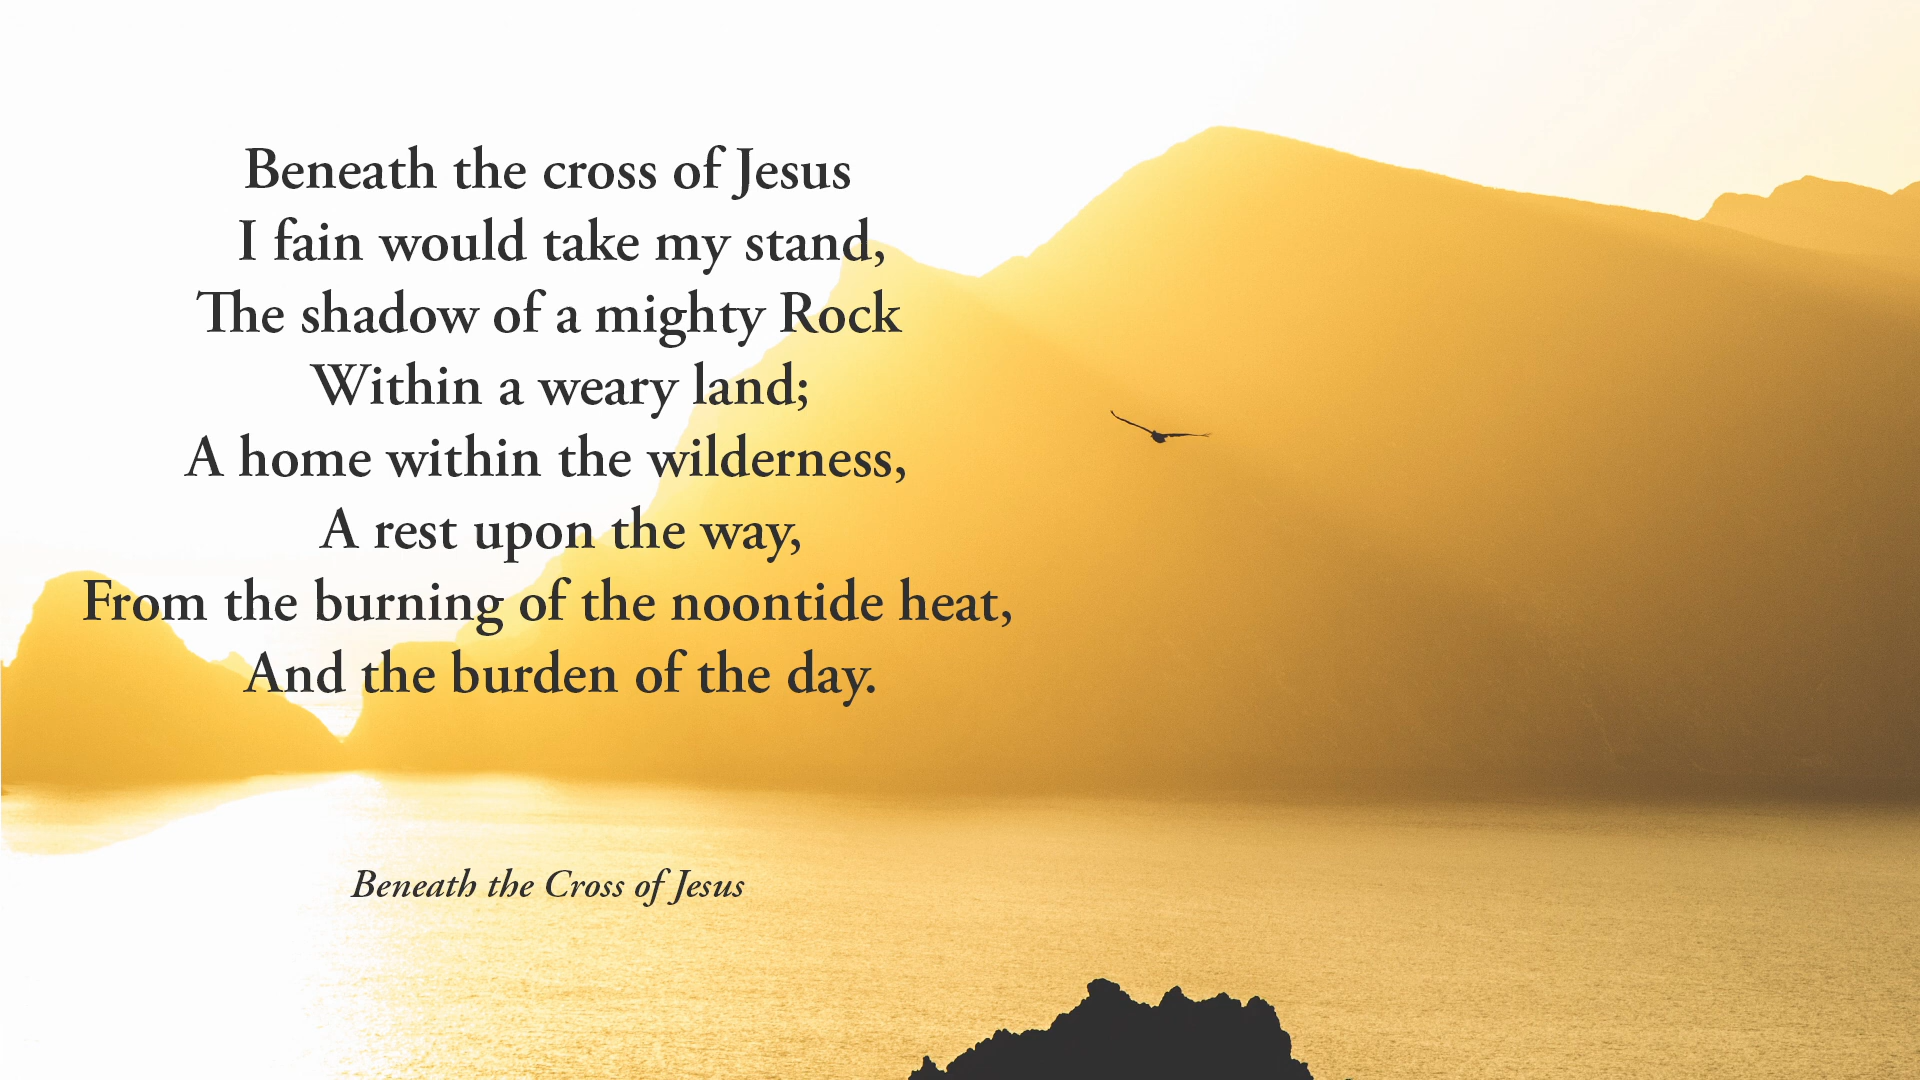 Beneath the cross of Jesus
I fain would take my stand,
The shadow of a mighty Rock
Within a weary land;
A home within the wilderness,
A rest upon the way,
From the burning of the noontide heat,
And the burden of the day.
Beneath the Cross of Jesus